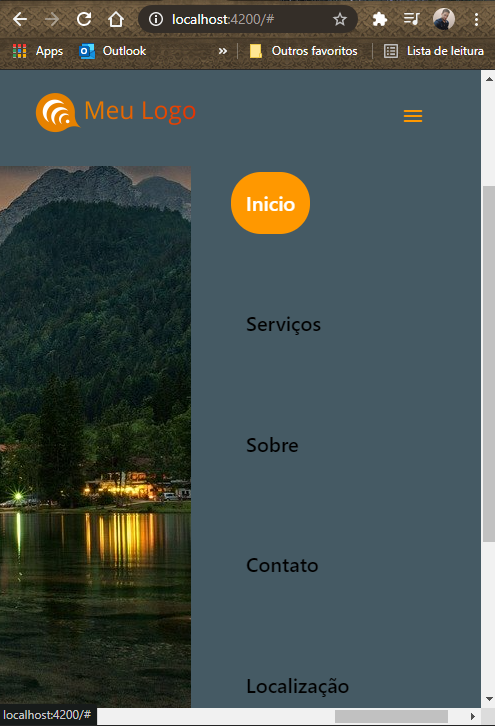 localhost:4200/#
Apps
Outlook
»
Outros favoritos
Lista de leitura
Meu Logo
Inicio
Serviços
Sobre
Contato
Localização
localhost:4200/#